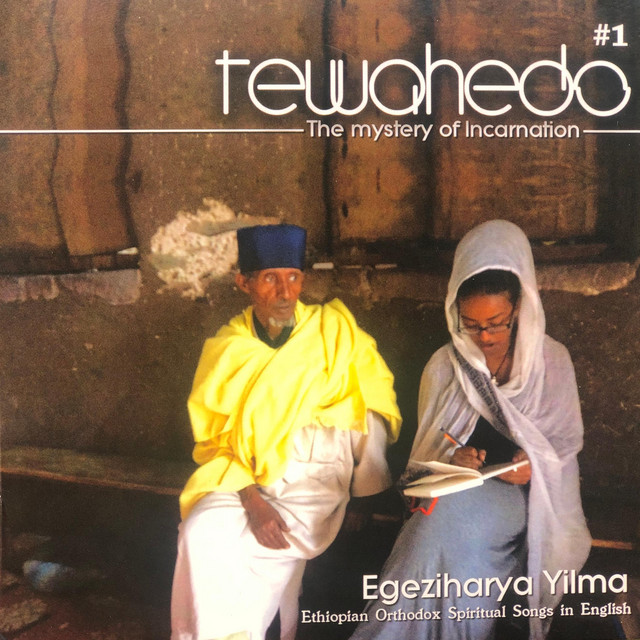 #1
tewahedo
The mystery of Incarnation
Egeziharya Yilma
Ethiopian Orthodox Spiritual Songs in English